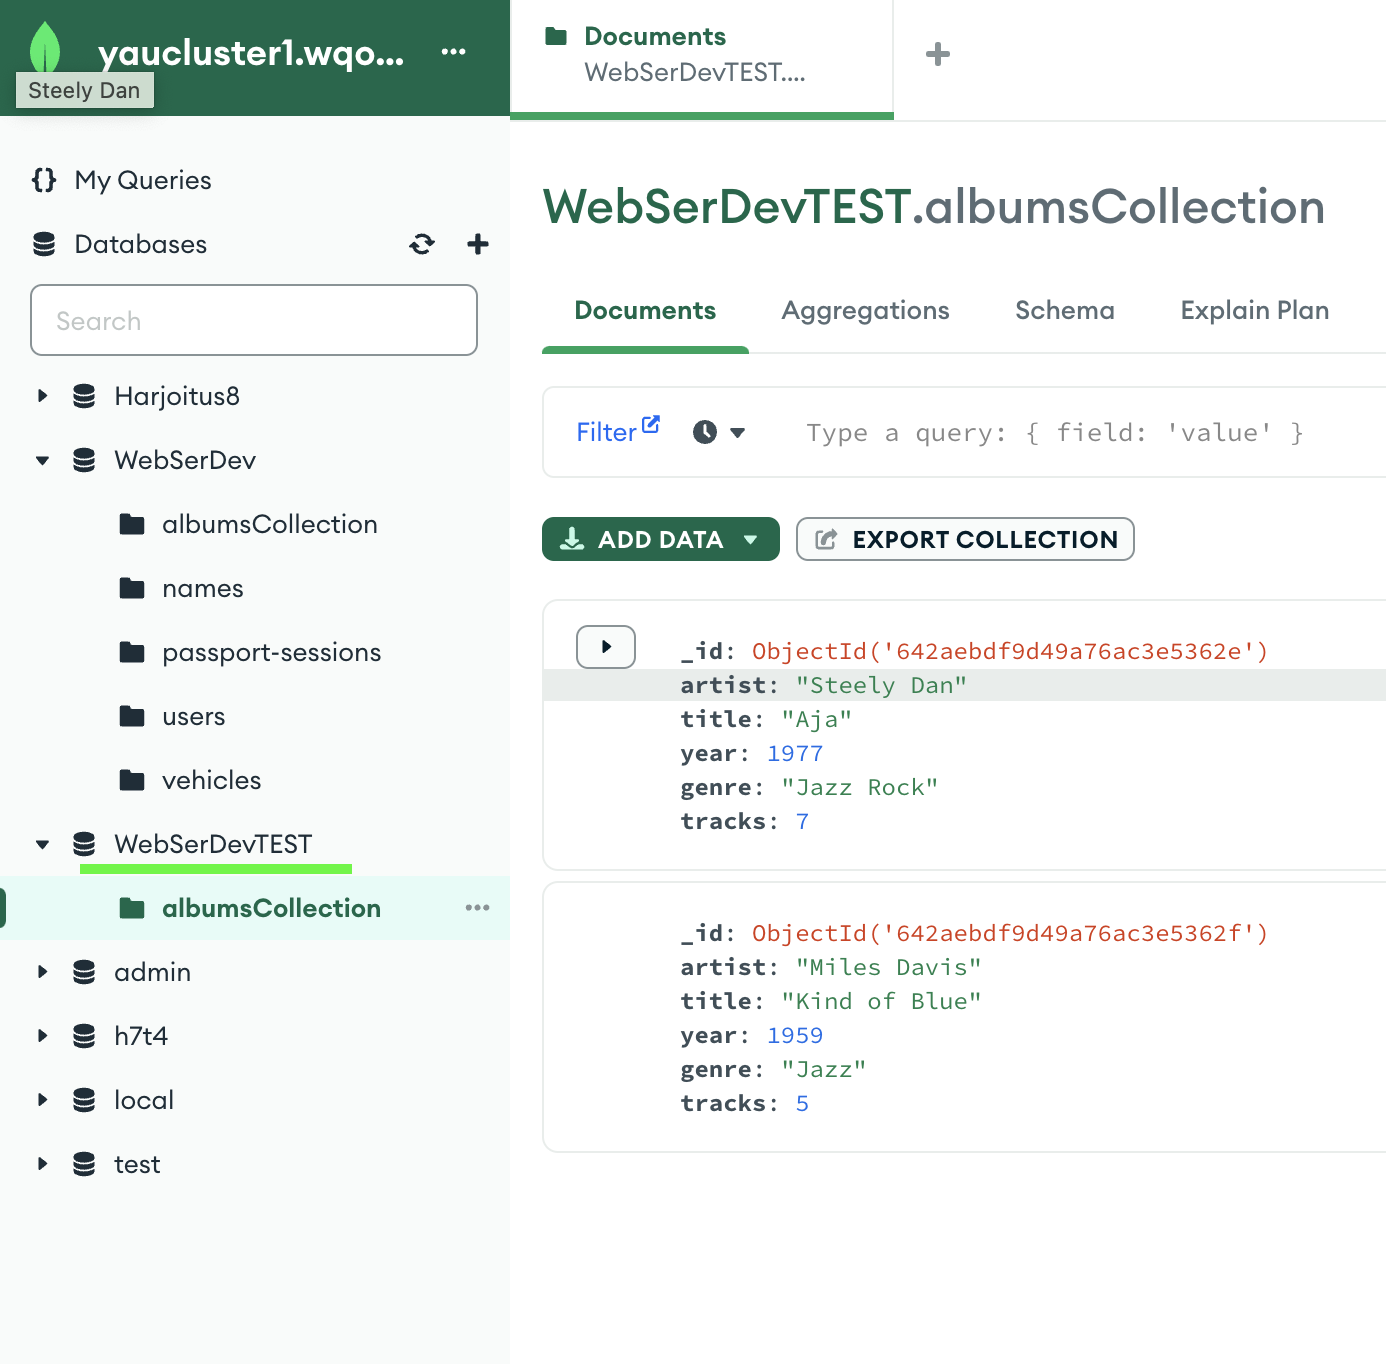 yaucluster1.wqo... ...
Steely Dan
{} My Queries
Databases
Search
Harjoitus8
WebSerDev
albumsCollection
names
passport-sessions
users
vehicles
WebSerDevTEST
albumsCollection ...
admin
h7t4
local
test
Documents
WebSerDevTEST....
WebSerDevTEST.albumsCollection
Documents Aggregations Schema Explain Plan
Filter Type a query: { field: 'value' }
ADD DATA EXPORT COLLECTION
_id: ObjectId('642aebdf9d49a76ac3e5362e')
artist: "Steely Dan"
title: "Aja"
year: 1977
genre: "Jazz Rock"
tracks: 7
_id: ObjectId('642aebdf9d49a76ac3e5362f')
artist: "Miles Davis"
title: "Kind of Blue"
year: 1959
genre: "Jazz"
tracks: 5